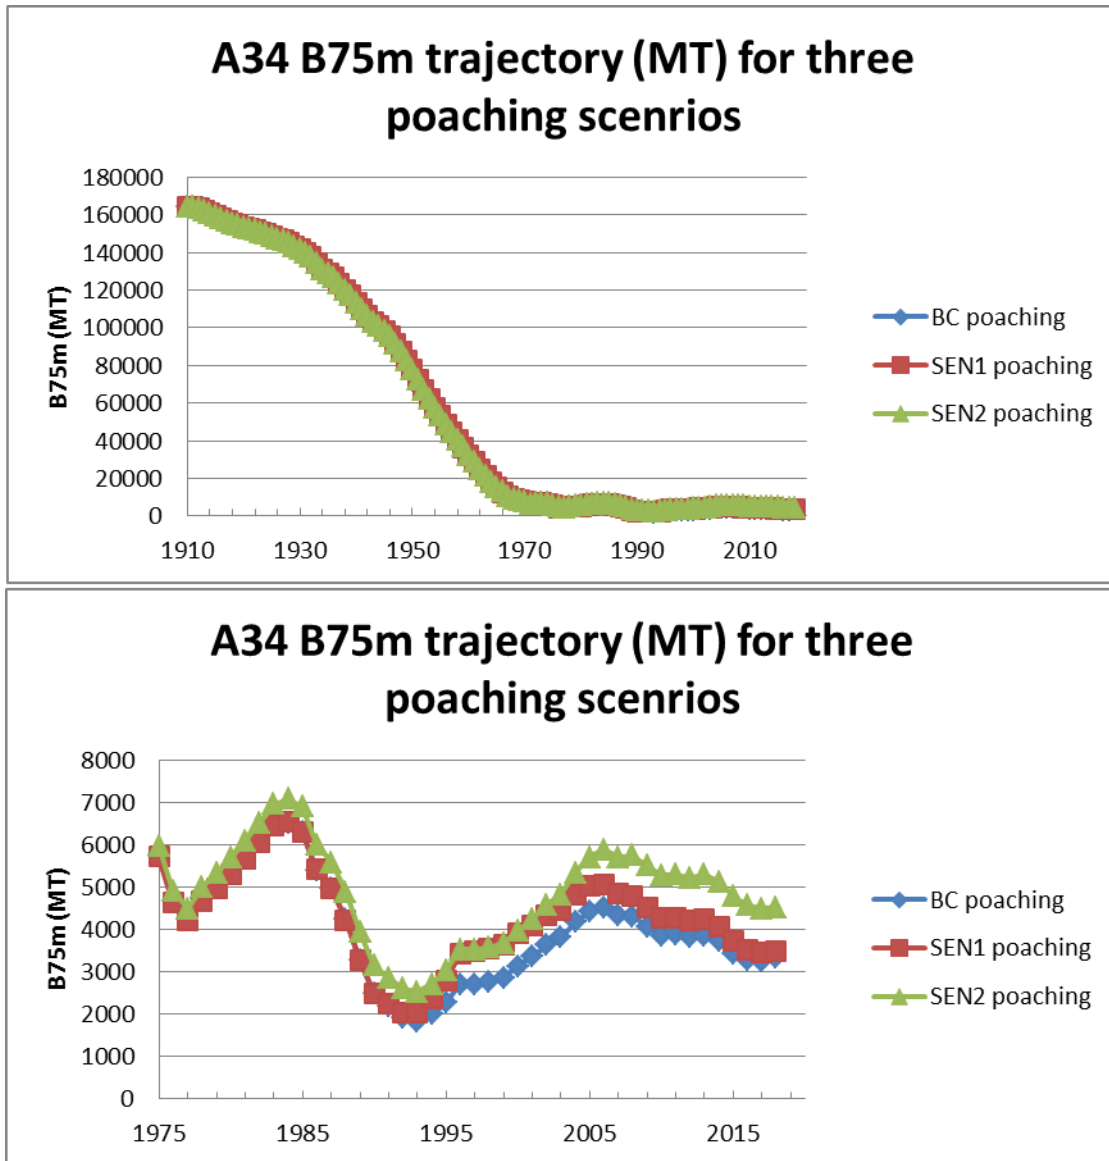 A34 B75m trajectory (MT) for three
poaching scenrios
180000
160000
140000
120000
100000
80000
60000
40000
20000
0
B75m (MT)
1910
1930
1950
1970
1990
2010
BC poaching
SEN1 poaching
SEN2 poaching
A34 B75m trajectory (MT) for three
poaching scenrios
8000
7000
6000
5000
4000
3000
2000
1000
0
B75m (MT)
1975
1985
1995
2005
2015
BC poaching
SEN1 poaching
SEN2 poaching